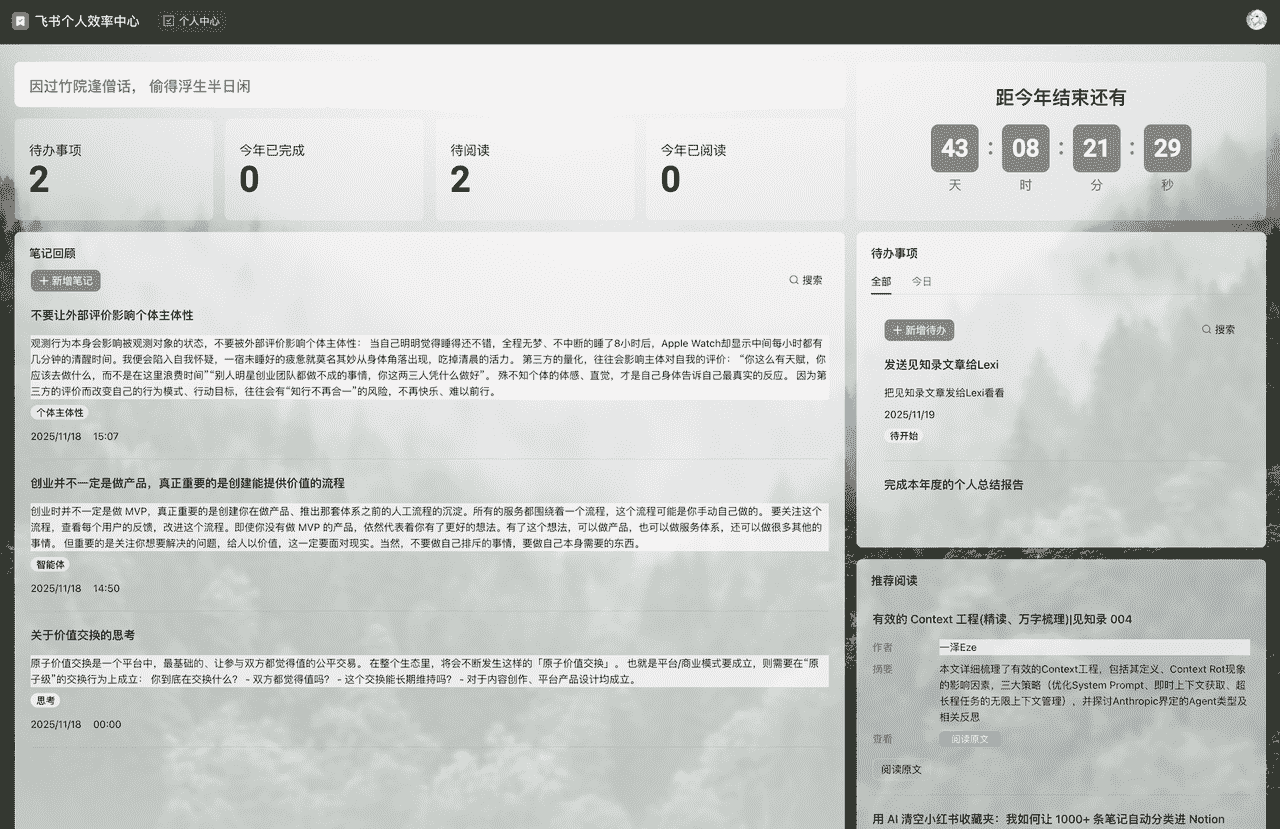 飞书个人效率中心
个人中心
因过竹院逢僧话， 偷得浮生半日闲
待办事项
2
今年已完成
0
待阅读
2
今年已阅读
0
距今年结束还有
43 : 08 : 21 : 29
天 时 分 秒
笔记回顾
+ 新增笔记
搜索
不要让外部评价影响个体主体性
观测行为本身会影响被观测对象的状态，不要被外部评价影响个体主体性： 当自己明明觉得睡得还不错，全程无梦、不中断的睡了8小时后，Apple Watch却显示中间每小时都有
几分钟的清醒时间。我便会陷入自我怀疑，一宿未睡好的疲惫就莫名其妙从身体角落出现，吃掉清晨的活力。 第三方的量化，往往会影响主体对自我的评价： “你这么有天赋，你
应该去做什么，而不是在这里浪费时间”“别人明星创业团队都做不成的事情，你这两三人凭什么做好”。 殊不知个体的体感、直觉，才是自己身体告诉自己最真实的反应。 因为第
三方的评价而改变自己的行为模式、行动目标，往往会有“知行不再合一”的风险，不再快乐、难以前行。
个体主体性
2025/11/18 15:07
创业并不一定是做产品，真正重要的是创建能提供价值的流程
创业时并不一定是做 MVP，真正重要的是创建你在做产品、推出那套体系之前的人工流程的沉淀。所有的服务都围绕着一个流程，这个流程可能是你手动自己做的。 要关注这个
流程，查看每个用户的反馈，改进这个流程。即使你没有做 MVP 的产品，依然代表着你有了更好的想法。有了这个想法，可以做产品，也可以做服务体系，还可以做很多其他的
事情。 但重要的是关注你想要解决的问题，给人以价值，这一定要面对现实。当然，不要做自己排斥的事情，要做自己本身需要的东西。
智能体
2025/11/18 14:50
关于价值交换的思考
原子价值交换是一个平台中，最基础的、让参与双方都觉得值的公平交易。 在整个生态里，将会不断发生这样的「原子价值交换」。 也就是平台/商业模式要成立，则需要在“原
子级”的交换行为上成立： 你到底在交换什么？ - 双方都觉得值吗？ - 这个交换能长期维持吗？ - 对于内容创作、平台产品设计均成立。
思考
2025/11/18 00:00
待办事项
全部 今日
+ 新增待办
搜索
发送见知录文章给Lexi
把见知录文章发给Lexi看看
2025/11/19
待开始
完成本年度的个人总结报告
推荐阅读
有效的 Context 工程(精读、万字梳理)|见知录 004
作者 一泽Eze
摘要 本文详细梳理了有效的Context工程，包括其定义、Context Rot现象
的影响因素，三大策略（优化System Prompt、即时上下文获取、超
长程任务的无限上下文管理），并探讨Anthropic界定的Agent类型及
相关反思
查看 阅读原文
阅读原文
用 AI 清空小红书收藏夹：我如何让 1000+ 条笔记自动分类进 Notion